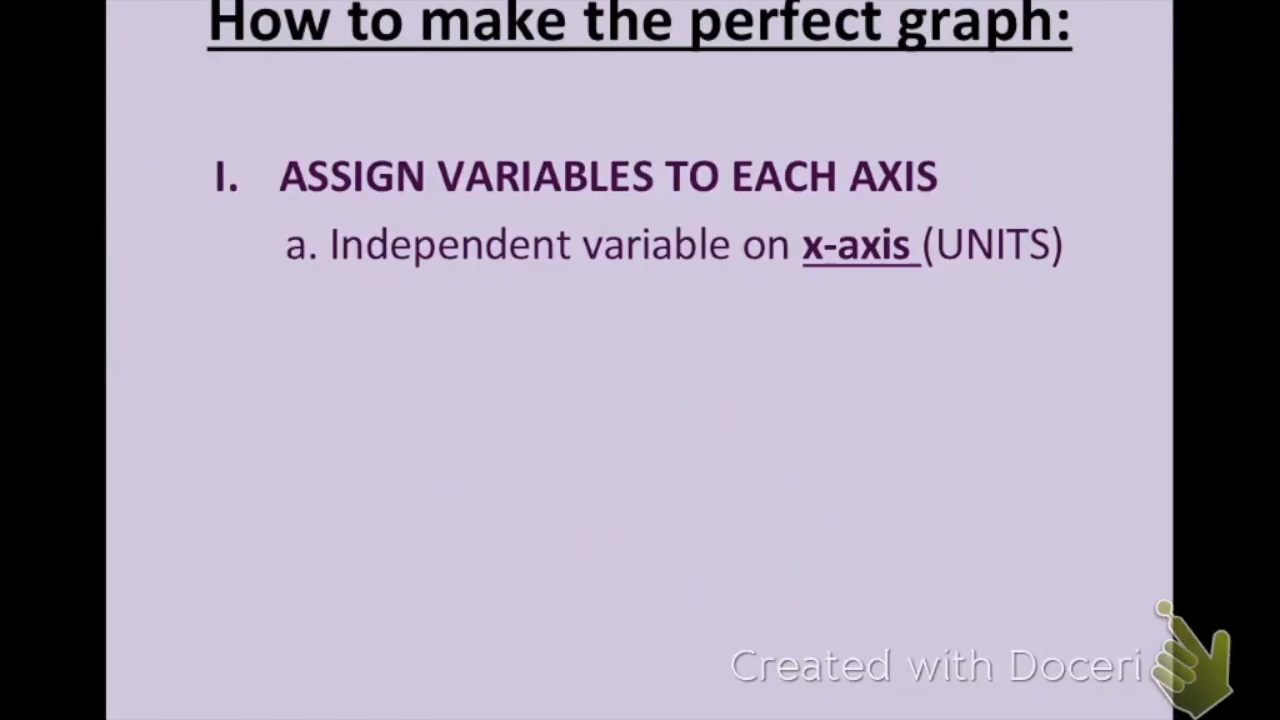 How to make the perfect graph:
I. ASSIGN VARIABLES TO EACH AXIS
a. Independent variable on x-axis (UNITS)
Created with Doceri